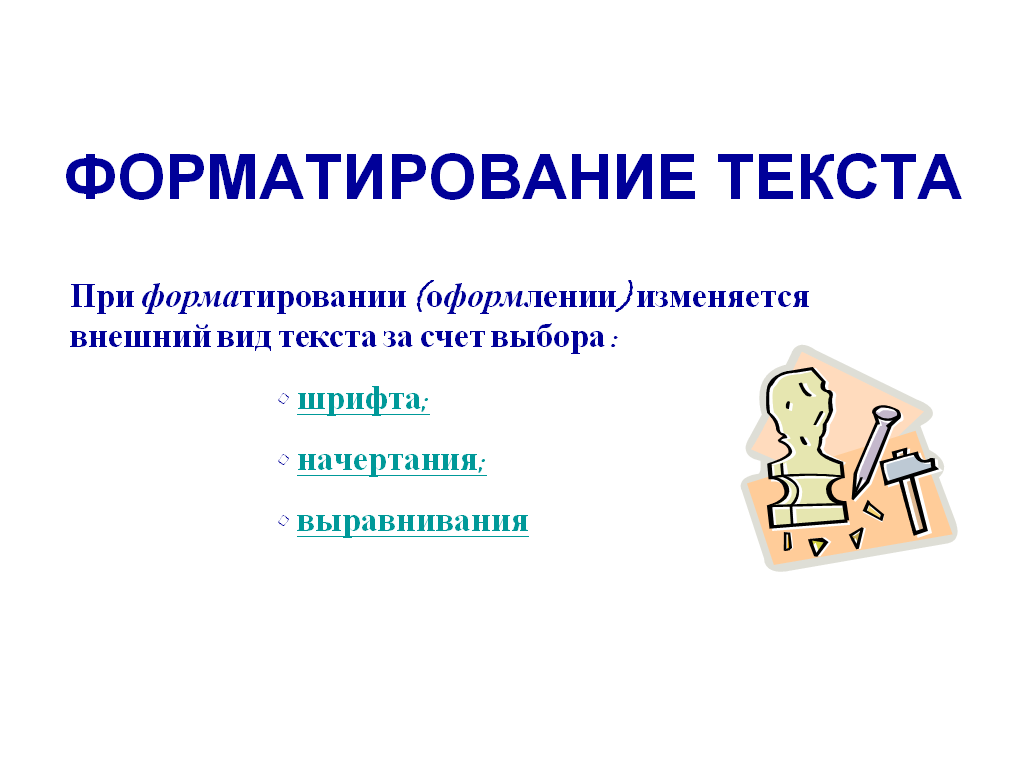 ФОРМАТИРОВАНИЕ ТЕКСТА
При форматировании (оформлении) изменяется
внешний вид текста за счет выбора :
• шрифта;
• начертания;
• выравнивания